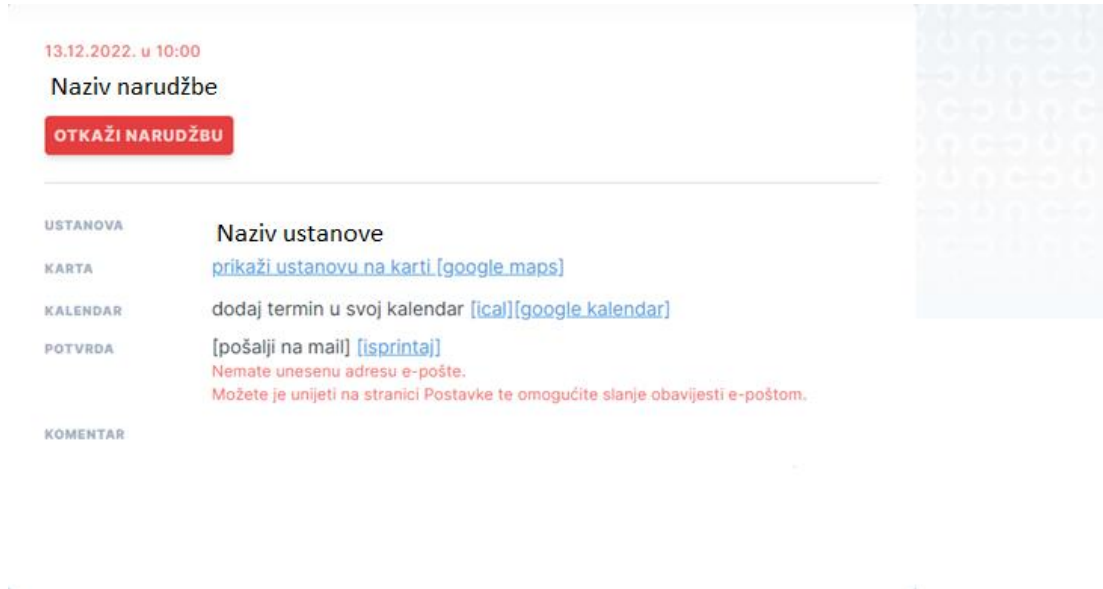 13.12.2022. u 10:00
Naziv narudžbe
OTKAŽI NARUDŽBU
USTANOVA Naziv ustanove
KARTA prikaži ustanovu na karti [google maps]
KALENDAR dodaj termin u svoj kalendar [ical][google kalendar]
POTVRDA [pošalji na mail] [isprintaj]
Nemate unesenu adresu e-pošte.
Možete je unijeti na stranici Postavke te omogućite slanje obavijesti e-poštom.
KOMENTAR